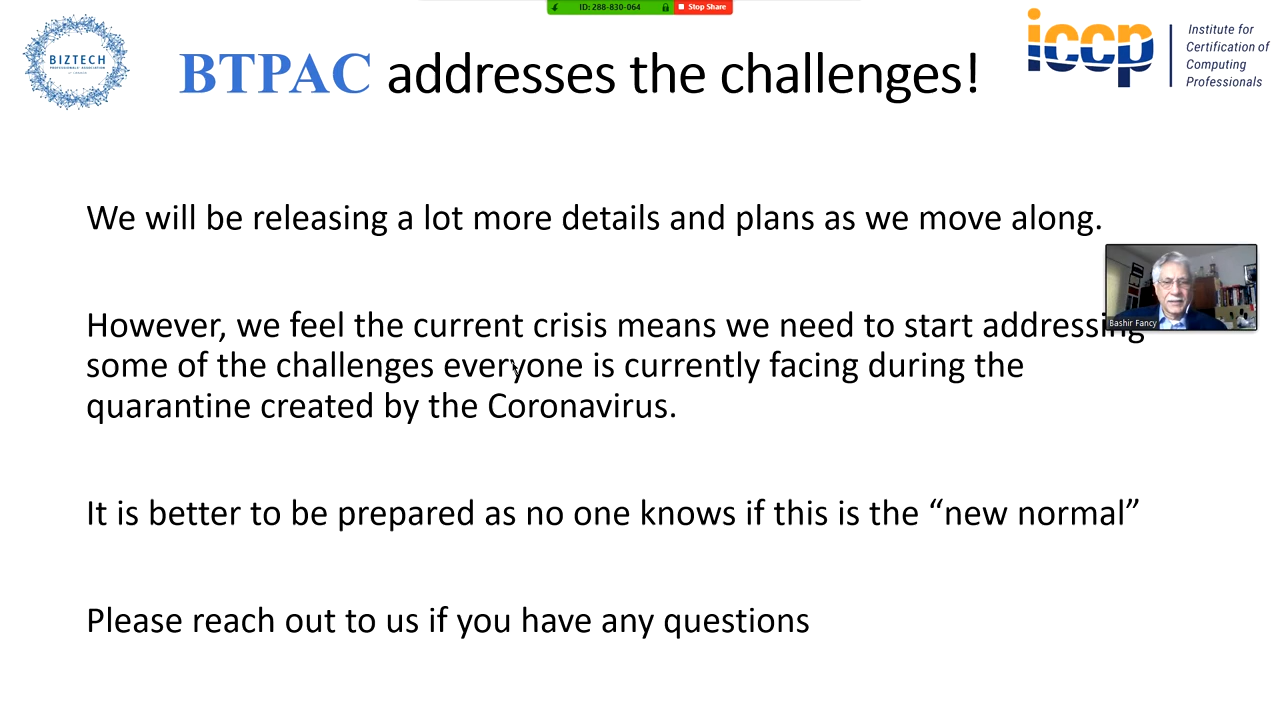 ID: 288-830-064
Stop Share
BIZTECH
PROFESSIONALS ASSOCIATION
OF CANADA
BTPAC addresses the challenges!
iccp
Institute for
Certification of
Computing
Professionals
We will be releasing a lot more details and plans as we move along.
However, we feel the current crisis means we need to start addressing
some of the challenges everyone is currently facing during the
quarantine created by the Coronavirus.
It is better to be prepared as no one knows if this is the “new normal”
Please reach out to us if you have any questions
Bashir Fancy